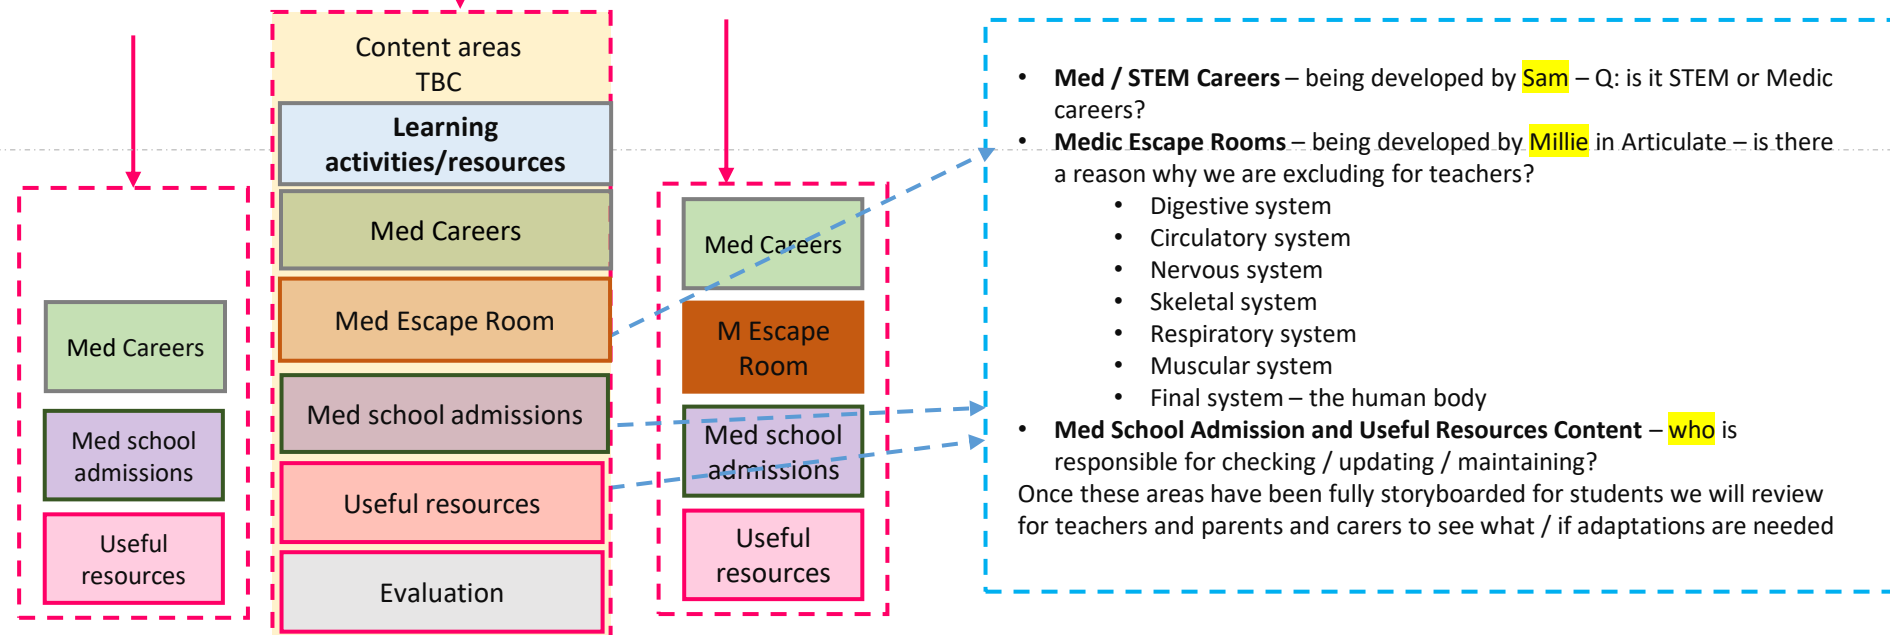 Med Careers
Med school
admissions
Useful
resources
Content areas
TBC
Learning
activities/resources
Med Careers
Med Escape Room
Med school admissions
Useful resources
Evaluation
Med Careers
M Escape
Room
Med school
admissions
Useful
resources
• Med / STEM Careers – being developed by Sam – Q: is it STEM or Medic
careers?
• Medic Escape Rooms – being developed by Millie in Articulate – is there
a reason why we are excluding for teachers?
• Digestive system
• Circulatory system
• Nervous system
• Skeletal system
• Respiratory system
• Muscular system
• Final system – the human body
• Med School Admission and Useful Resources Content – who is
responsible for checking / updating / maintaining?
Once these areas have been fully storyboarded for students we will review
for teachers and parents and carers to see what / if adaptations are needed